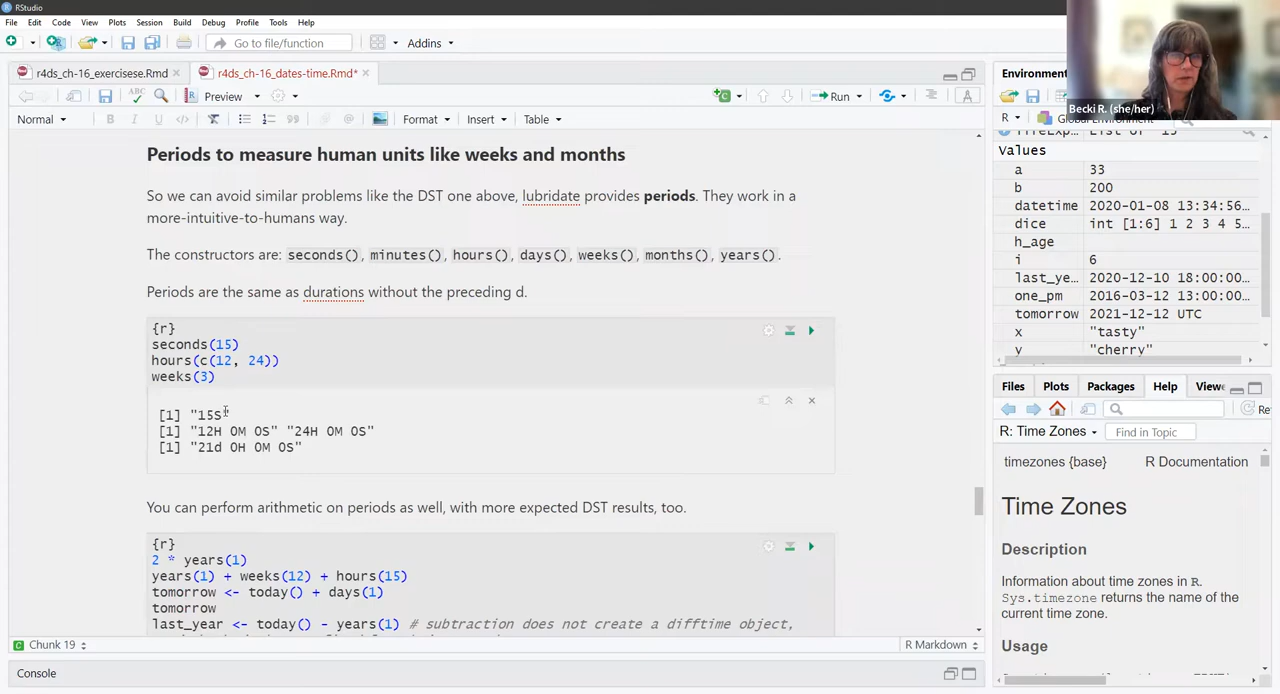 RStudio
File Edit Code View Plots Session Build Debug Profile Tools Help
Go to file/function Addins
r4ds_ch-16_exercisese.Rmd r4ds_ch-16_dates-time.Rmd*
ABC Preview Run
Normal B I U Format Insert Table
Periods to measure human units like weeks and months
So we can avoid similar problems like the DST one above, lubridate provides periods. They work in a
more-intuitive-to-humans way.
The constructors are: seconds(), minutes(), hours(), days(), weeks(), months(), years().
Periods are the same as durations without the preceding d.
{r}
seconds(15)
hours(c(12, 24))
weeks(3)
[1] "15S"
[1] "12H 0M 0S" "24H 0M 0S"
[1] "21d 0H 0M 0S"
You can perform arithmetic on periods as well, with more expected DST results, too.
{r}
2 * years(1)
years(1) + weeks(12) + hours(15)
tomorrow <- today() + days(1)
tomorrow
last_year <- today() - years(1) # subtraction does not create a difftime object,
Chunk 19 R Markdown
Console
Environment
Becki R. (she/her)
R
Values
a 33
b 200
datetime 2020-01-08 13:34:56…
dice int [1:6] 1 2 3 4 5…
h_age
i 6
last_ye… 2020-12-10 18:00:00…
one_pm 2016-03-12 13:00:00…
tomorrow 2021-12-12 UTC
x "tasty"
y "cherry"
Files Plots Packages Help View
R: Time Zones Find in Topic
timezones {base} R Documentation
Time Zones
Description
Information about time zones in R.
Sys.timezone returns the name of the
current time zone.
Usage